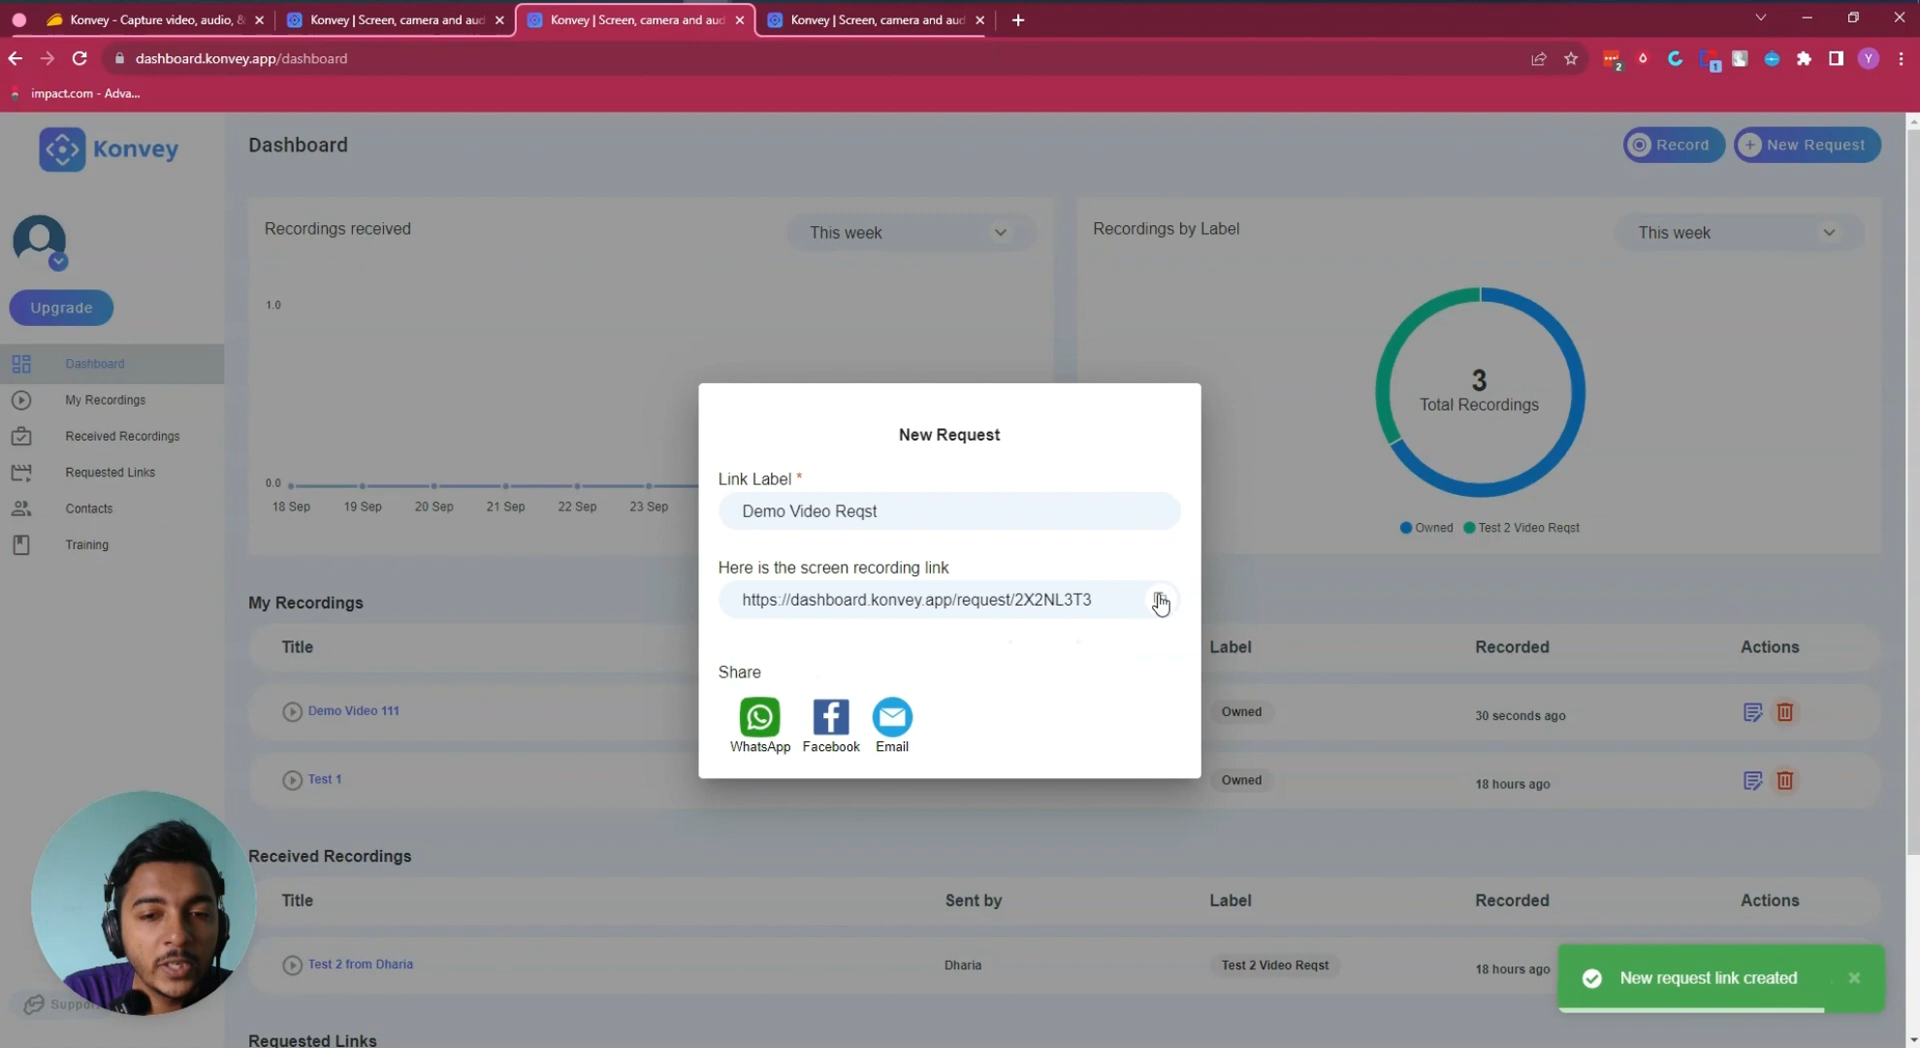 Konvey - Capture video, audio, &
Konvey | Screen, camera and aud
Konvey | Screen, camera and aud
Konvey | Screen, camera and aud
dashboard.konvey.app/dashboard
2
1
Y
impact.com - Adva...
Konvey
Dashboard
Record
New Request
Upgrade
Dashboard
My Recordings
Received Recordings
Requested Links
Contacts
Training
Support
Recordings received
This week
1.0
0.0
18 Sep
19 Sep
20 Sep
21 Sep
22 Sep
23 Sep
Recordings by Label
This week
3
Total Recordings
Owned
Test 2 Video Reqst
New Request
Link Label *
Demo Video Reqst
Here is the screen recording link
https://dashboard.konvey.app/request/2X2NL3T3
Share
WhatsApp
Facebook
Email
My Recordings
Title
Label
Recorded
Actions
Demo Video 111
Owned
30 seconds ago
Test 1
Owned
18 hours ago
Received Recordings
Title
Sent by
Label
Recorded
Actions
Test 2 from Dharia
Dharia
Test 2 Video Reqst
18 hours ago
New request link created
Requested Links